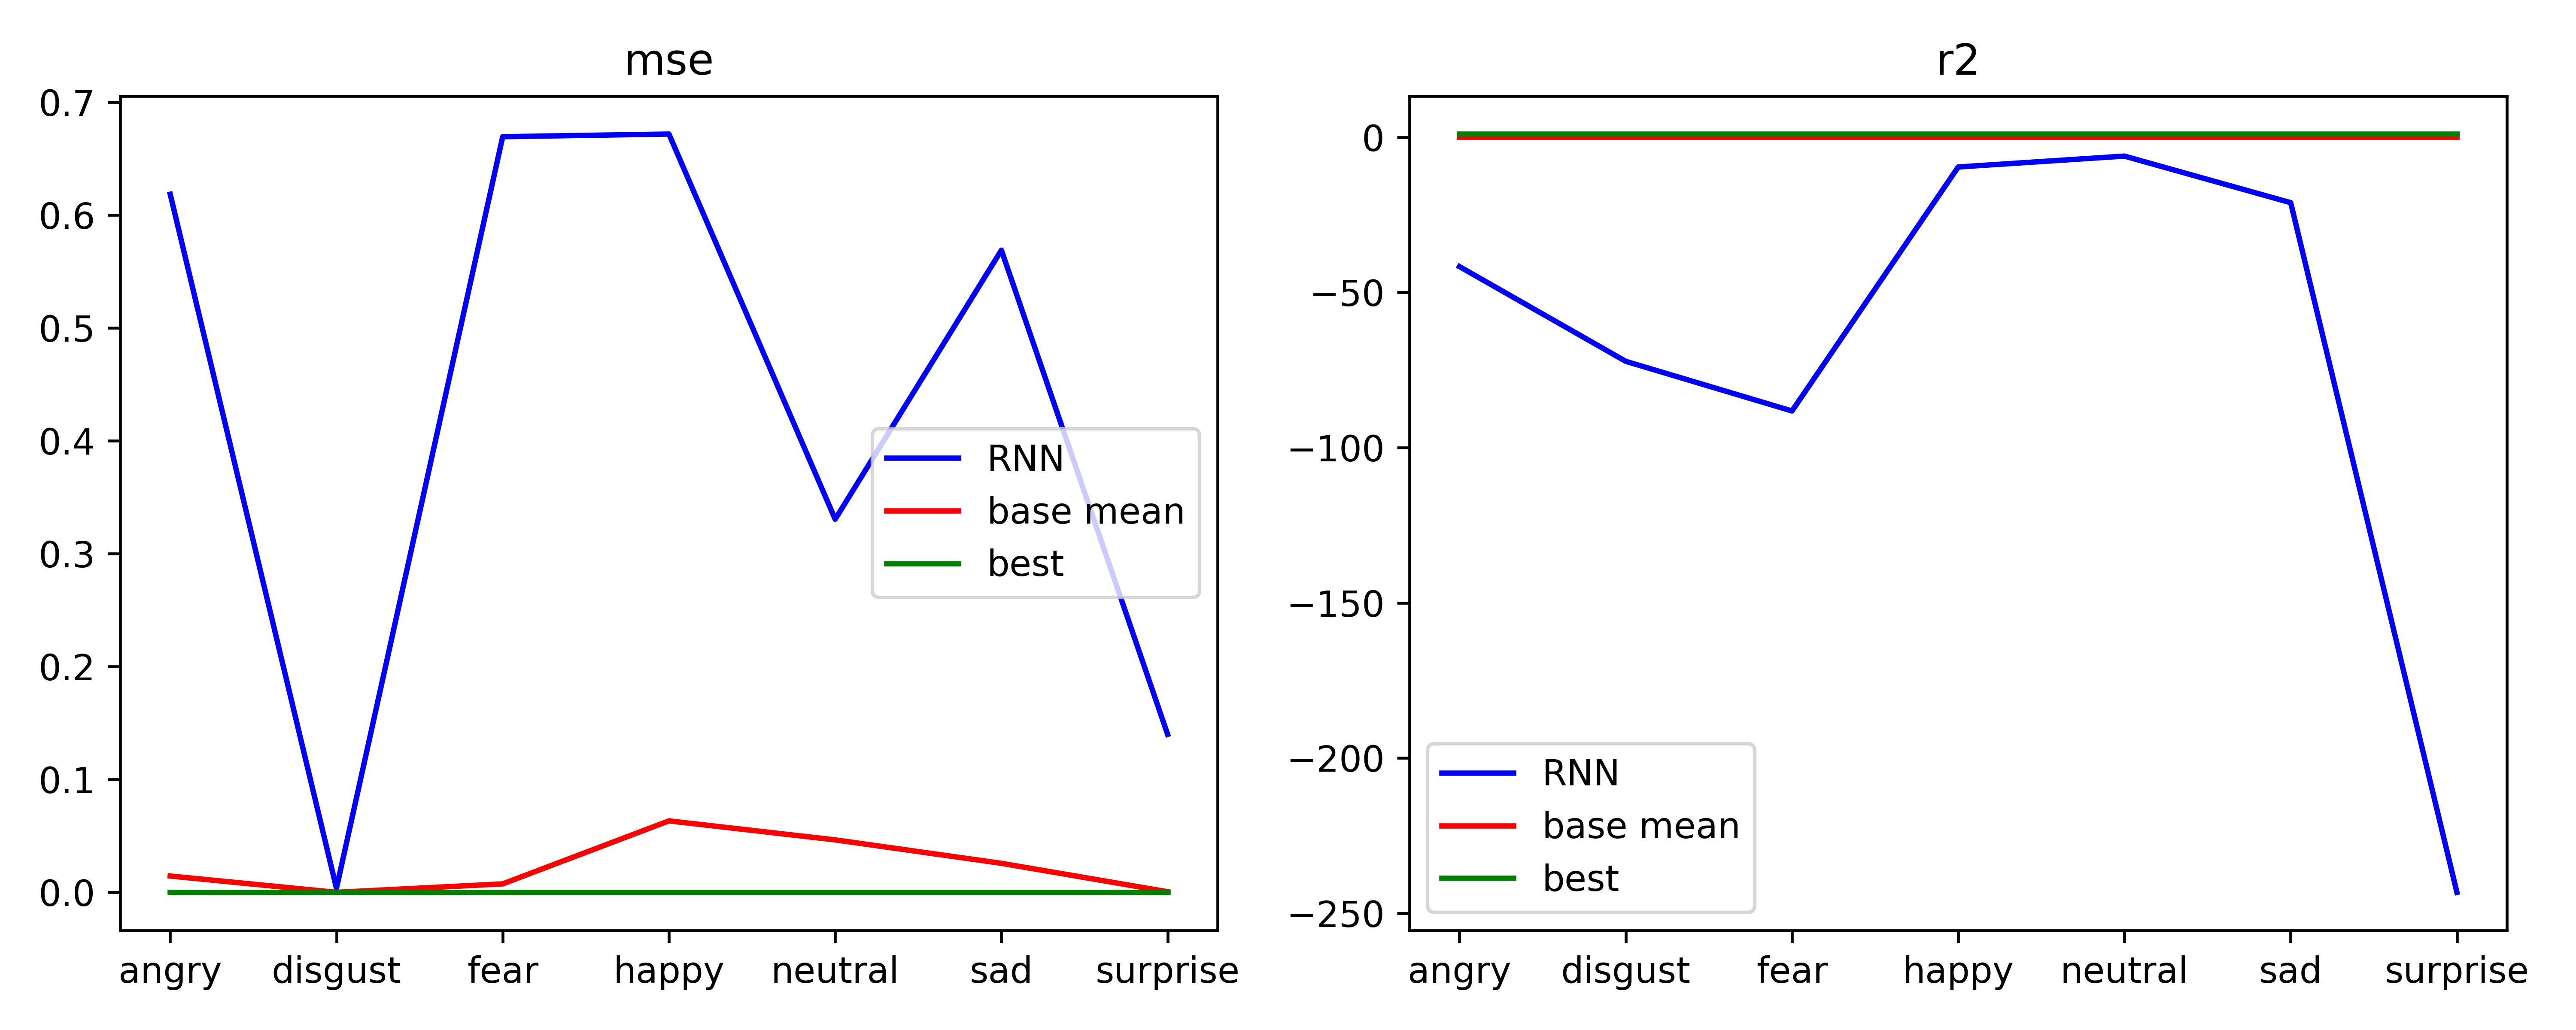 mse
0.7
0.6
0.5
0.4
0.3
0.2
0.1
0.0
RNN
base mean
best
angry disgust fear happy neutral sad surprise
r2
0
−50
−100
−150
−200
−250
RNN
base mean
best
angry disgust fear happy neutral sad surprise